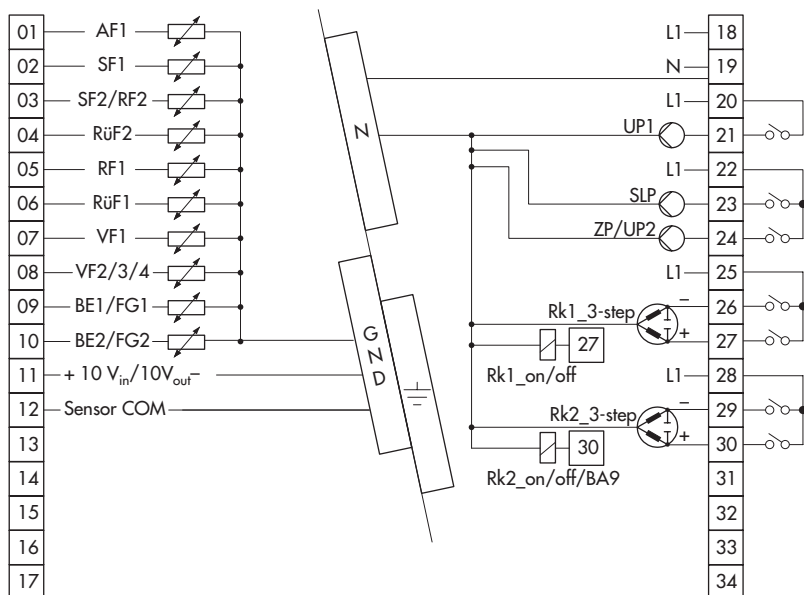 01 AF1
02 SF1
03 SF2/RF2
04 RüF2
05 RF1
06 RüF1
07 VF1
08 VF2/3/4
09 BE1/FG1
10 BE2/FG2
11 + 10 Vin/10Vout–
12 Sensor COM
13
14
15
16
17
N
GND
L1 18
N 19
L1 20
UP1 21
L1 22
SLP 23
ZP/UP2 24
L1 25
Rk1_3-step – 26
+ 27
27
Rk1_on/off
L1 28
Rk2_3-step – 29
+ 30
30
Rk2_on/off/BA9
31
32
33
34